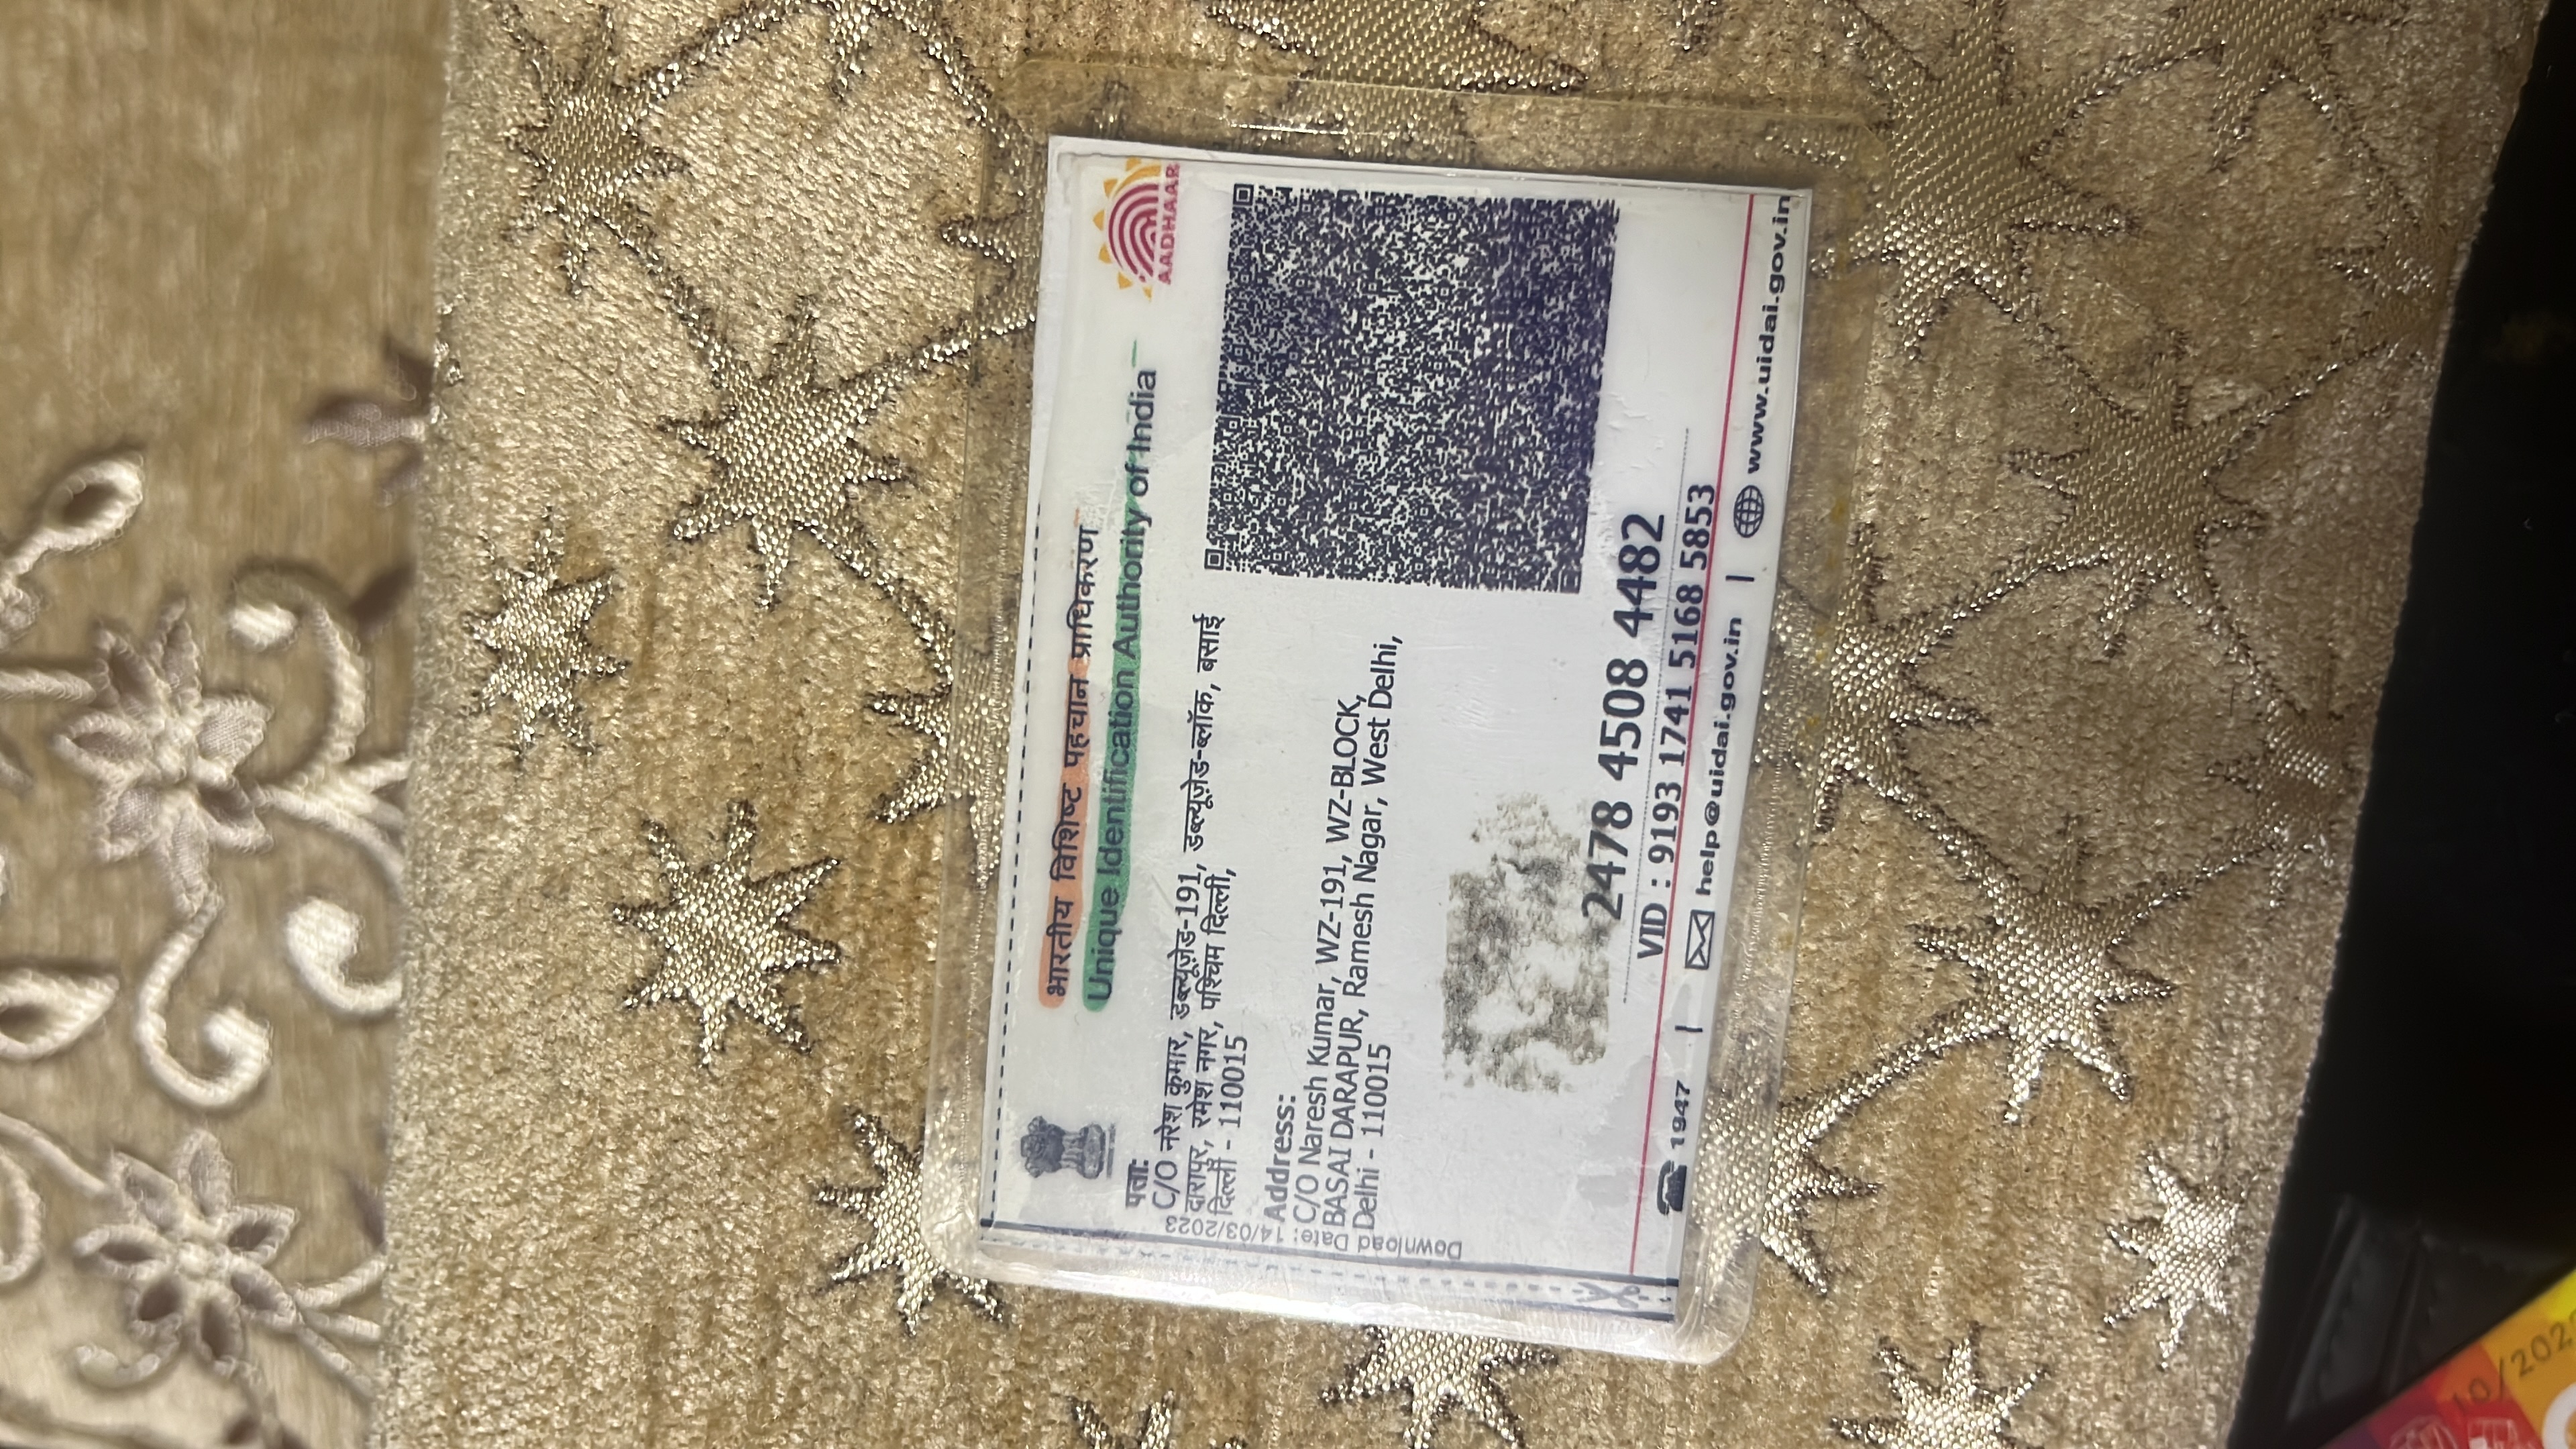 भारतीय विशिष्ट पहचान प्राधिकरण
Unique Identification Authority of India
AADHAAR
पता:
C/O नरेश कुमार, डब्ल्यूज़ेड-191, डब्ल्यूज़ेड-ब्लॉक, बसाई
दारापुर, रमेश नगर, पश्चिम दिल्ली,
दिल्ली - 110015
Address:
C/O Naresh Kumar, WZ-191, WZ-BLOCK,
BASAI DARAPUR, Ramesh Nagar, West Delhi,
Delhi - 110015
Download Date: 14/03/2023
2478 4508 4482
VID : 9193 1741 5168 5853
1947 | help@uidai.gov.in | www.uidai.gov.in